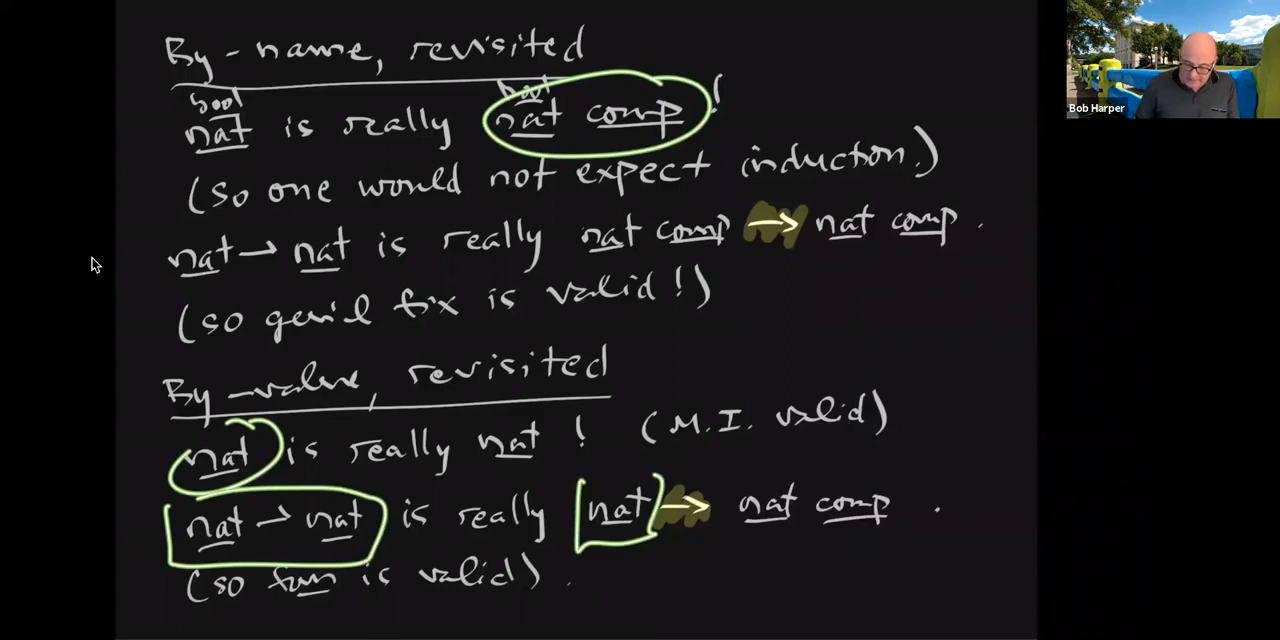 By-name, revisited
bool bool
nat is really nat comp!
(so one would not expect induction.)
nat → nat is really nat comp → nat comp.
(so gen'l fix is valid!)
By-value, revisited
nat is really nat! (M.I. valid)
nat → nat is really [nat] → nat comp.
(so fun is valid).
Bob Harper